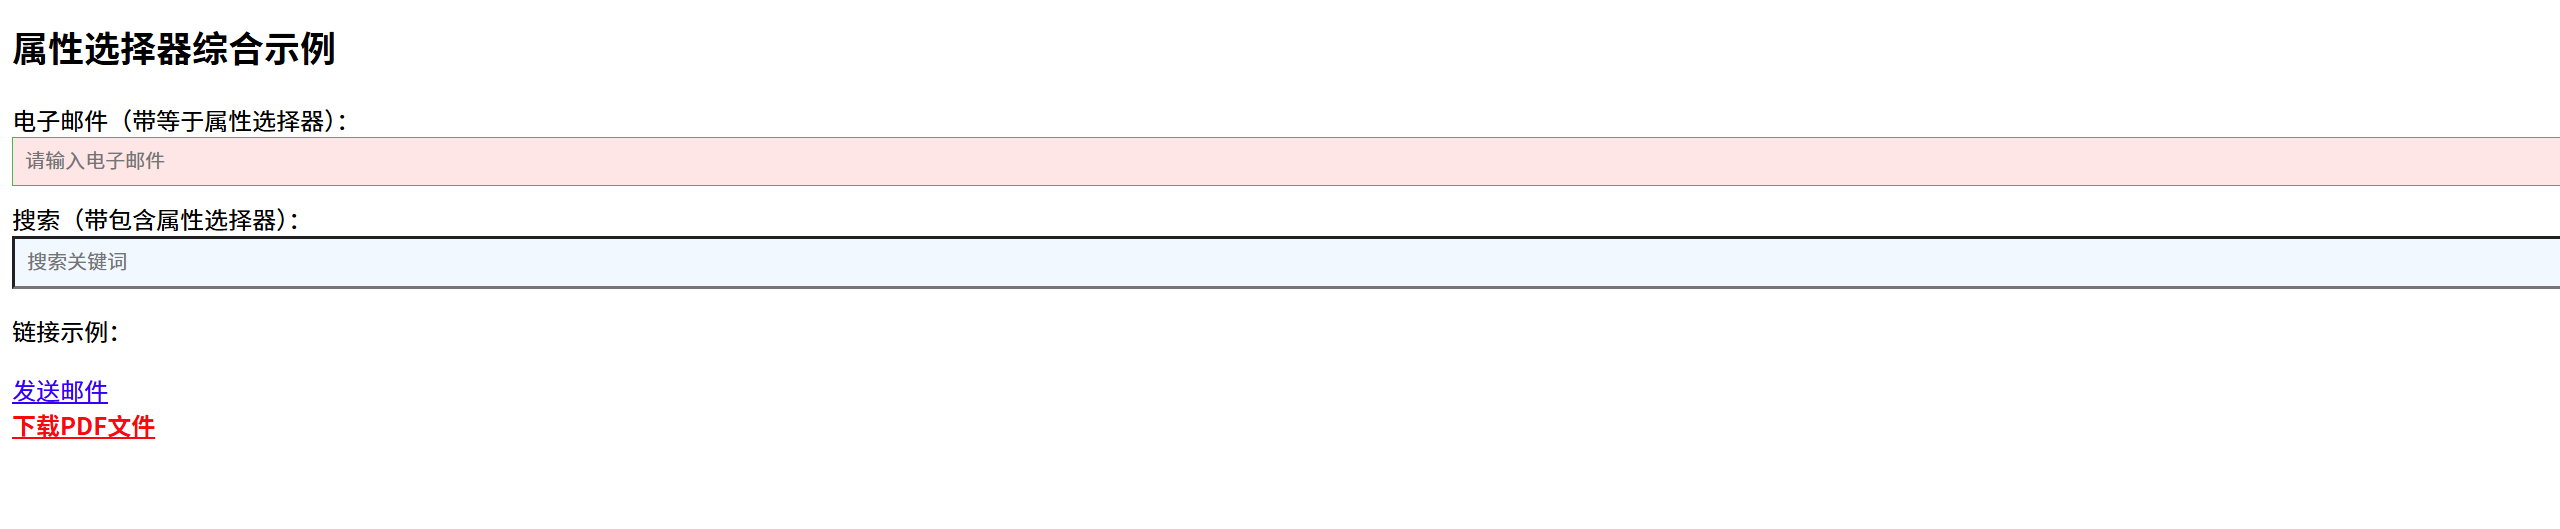 属性选择器综合示例
电子邮件（带等于属性选择器）：
请输入电子邮件
搜索（带包含属性选择器）：
搜索关键词
链接示例：
发送邮件
下载PDF文件